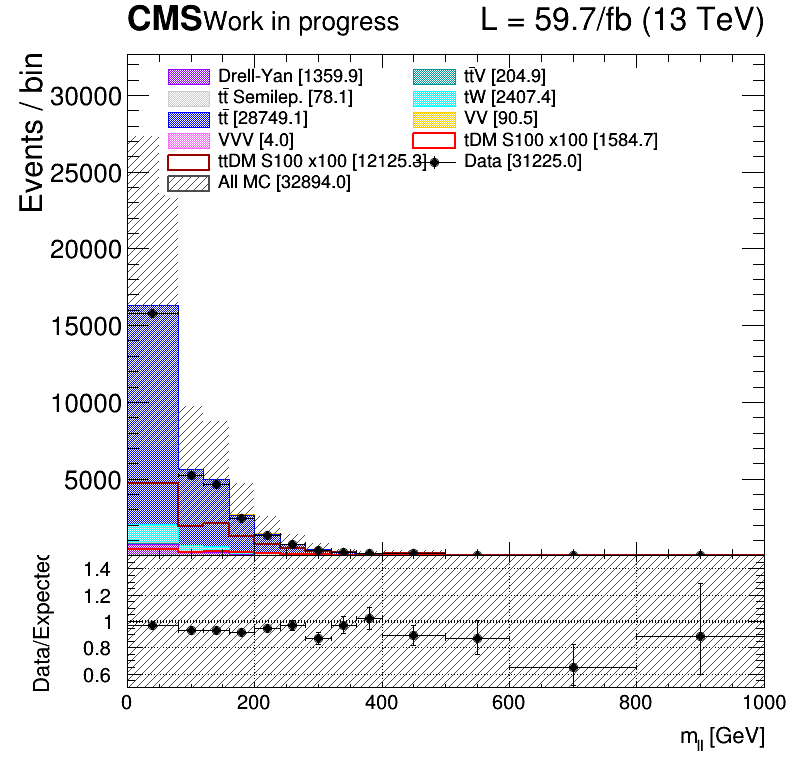 CMS Work in progress L = 59.7/fb (13 TeV)
Events / bin
Drell-Yan [1359.9] tt̄V [204.9]
tt̄ Semilep. [78.1] tW [2407.4]
tt̄ [28749.1] VV [90.5]
VVV [4.0] tDM S100 x100 [1584.7]
ttDM S100 x100 [12125.3] Data [31225.0]
All MC [32894.0]
30000
25000
20000
15000
10000
5000
Data/Expected
1.4
1.2
1
0.8
0.6
0 200 400 600 800 1000
m_ll [GeV]